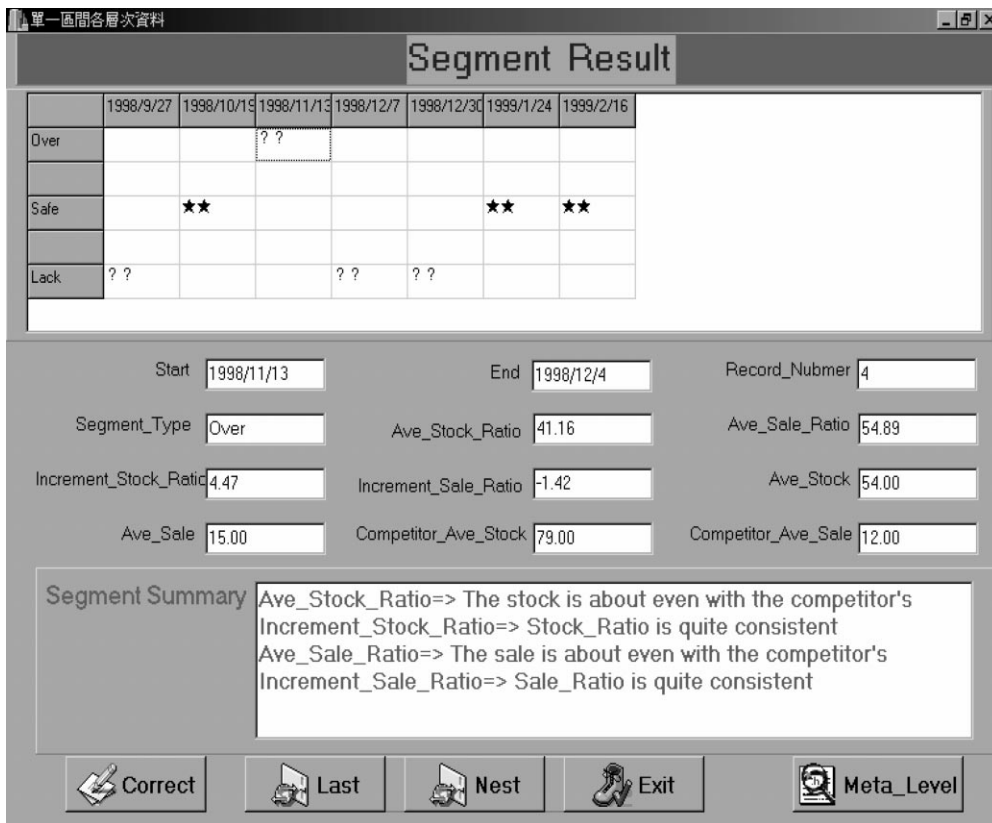 單一區間各層次資料
Segment Result
1998/9/27 1998/10/19 1998/11/13 1998/12/7 1998/12/30 1999/1/24 1999/2/16
Over ? ?
Safe ★★ ★★ ★★
Lack ? ? ? ? ? ?
Start 1998/11/13 End 1998/12/4 Record_Nubmer 4
Segment_Type Over Ave_Stock_Ratio 41.16 Ave_Sale_Ratio 54.89
Increment_Stock_Ratio 4.47 Increment_Sale_Ratio -1.42 Ave_Stock 54.00
Ave_Sale 15.00 Competitor_Ave_Stock 79.00 Competitor_Ave_Sale 12.00
Segment Summary Ave_Stock_Ratio=> The stock is about even with the competitor's
Increment_Stock_Ratio=> Stock_Ratio is quite consistent
Ave_Sale_Ratio=> The sale is about even with the competitor's
Increment_Sale_Ratio=> Sale_Ratio is quite consistent
Correct Last Nest Exit Meta_Level